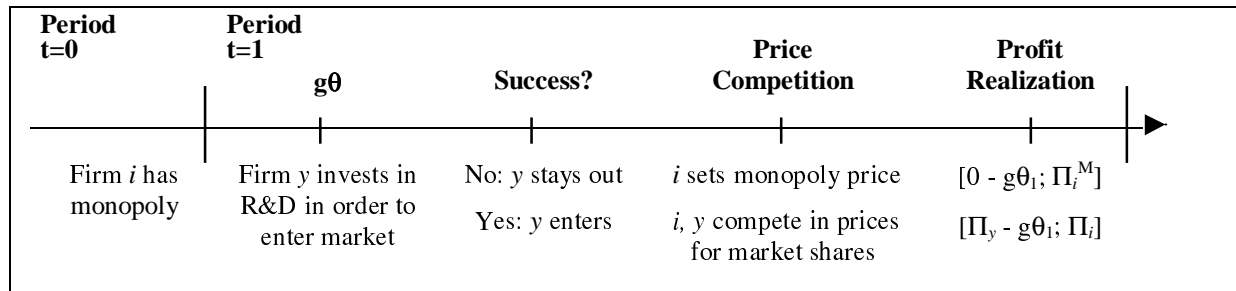 Period
t=0
Period
t=1
gθ
Success?
Price
Competition
Profit
Realization
Firm i has
monopoly
Firm y invests in
R&D in order to
enter market
No: y stays out
Yes: y enters
i sets monopoly price
i, y compete in prices
for market shares
[0 - gθ₁; Πᵢᴹ]
[Πᵧ - gθ₁; Πᵢ]